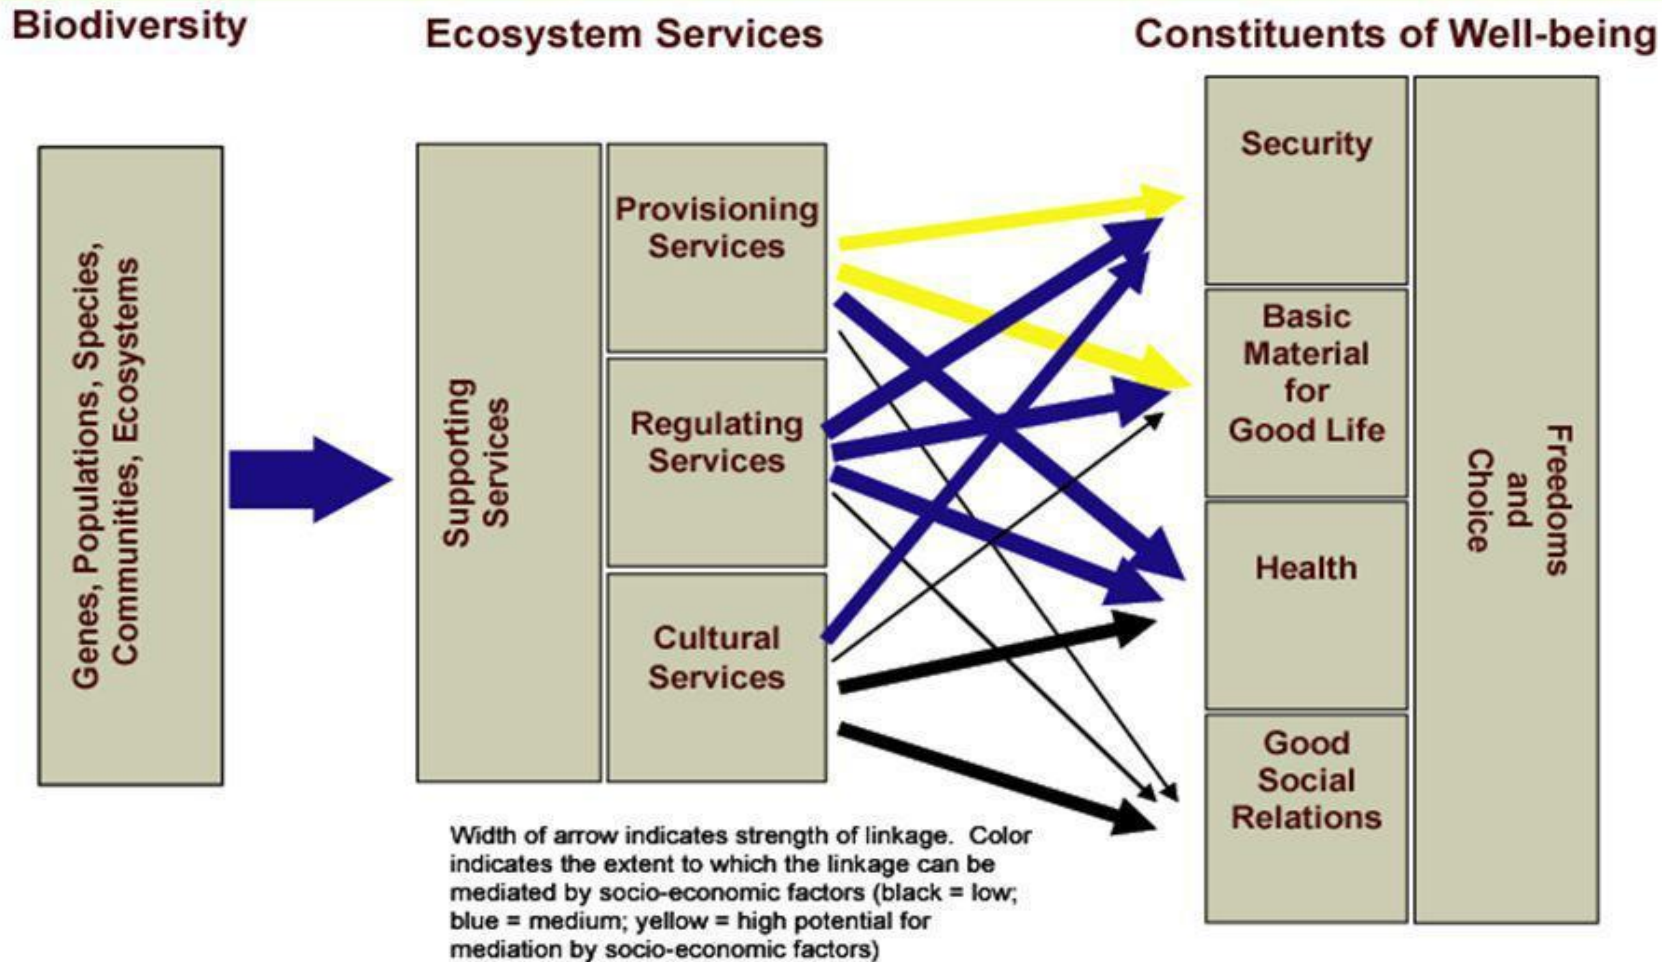 Biodiversity
Ecosystem Services
Constituents of Well-being
Genes, Populations, Species,
Communities, Ecosystems
Supporting
Services
Provisioning
Services
Regulating
Services
Cultural
Services
Security
Basic
Material
for
Good Life
Health
Good
Social
Relations
Freedoms
and
Choice
Width of arrow indicates strength of linkage.  Color
indicates the extent to which the linkage can be
mediated by socio-economic factors (black = low;
blue = medium; yellow = high potential for
mediation by socio-economic factors)